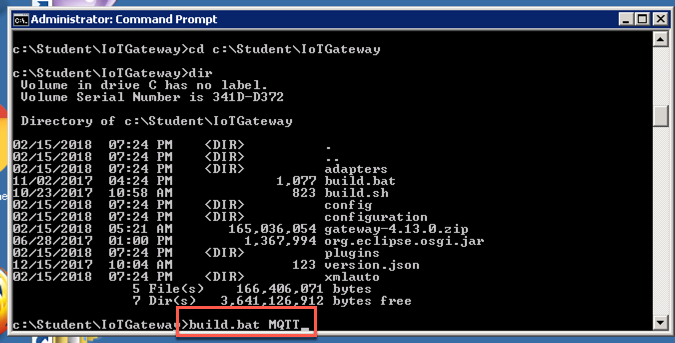 Administrator: Command Prompt
c:\Student\IoTGateway>cd c:\Student\IoTGateway
c:\Student\IoTGateway>dir
Volume in drive C has no label.
Volume Serial Number is 341D-D372
Directory of c:\Student\IoTGateway
02/15/2018 07:24 PM <DIR> .
02/15/2018 07:24 PM <DIR> ..
02/15/2018 07:24 PM <DIR> adapters
11/02/2017 04:24 PM 1,077 build.bat
10/23/2017 10:58 AM 823 build.sh
02/15/2018 07:24 PM <DIR> config
02/15/2018 07:24 PM <DIR> configuration
02/15/2018 05:21 AM 165,036,054 gateway-4.13.0.zip
06/28/2017 01:00 PM 1,367,994 org.eclipse.osgi.jar
02/15/2018 07:24 PM <DIR> plugins
12/15/2017 10:04 AM 123 version.json
02/15/2018 07:24 PM <DIR> xmlauto
5 File(s) 166,406,071 bytes
7 Dir(s) 3,641,126,912 bytes free
c:\Student\IoTGateway>build.bat MQTT_